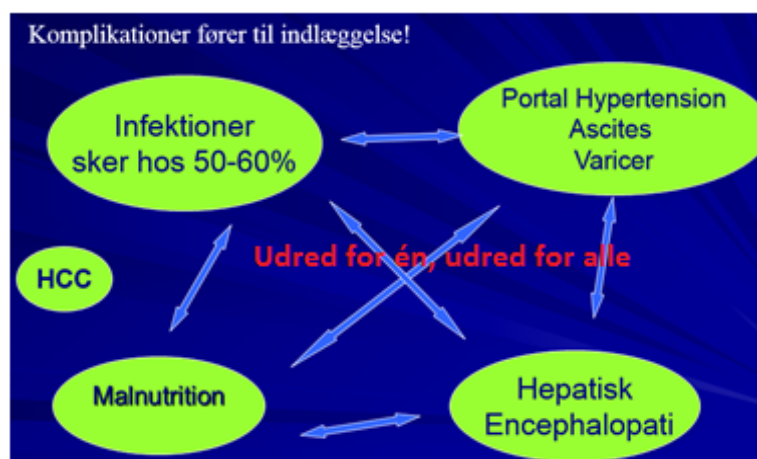 Komplikationer fører til indlæggelse!
Infektioner
sker hos 50-60%
Portal Hypertension
Ascites
Varicer
Udred for én, udred for alle
HCC
Malnutrition
Hepatisk
Encephalopati